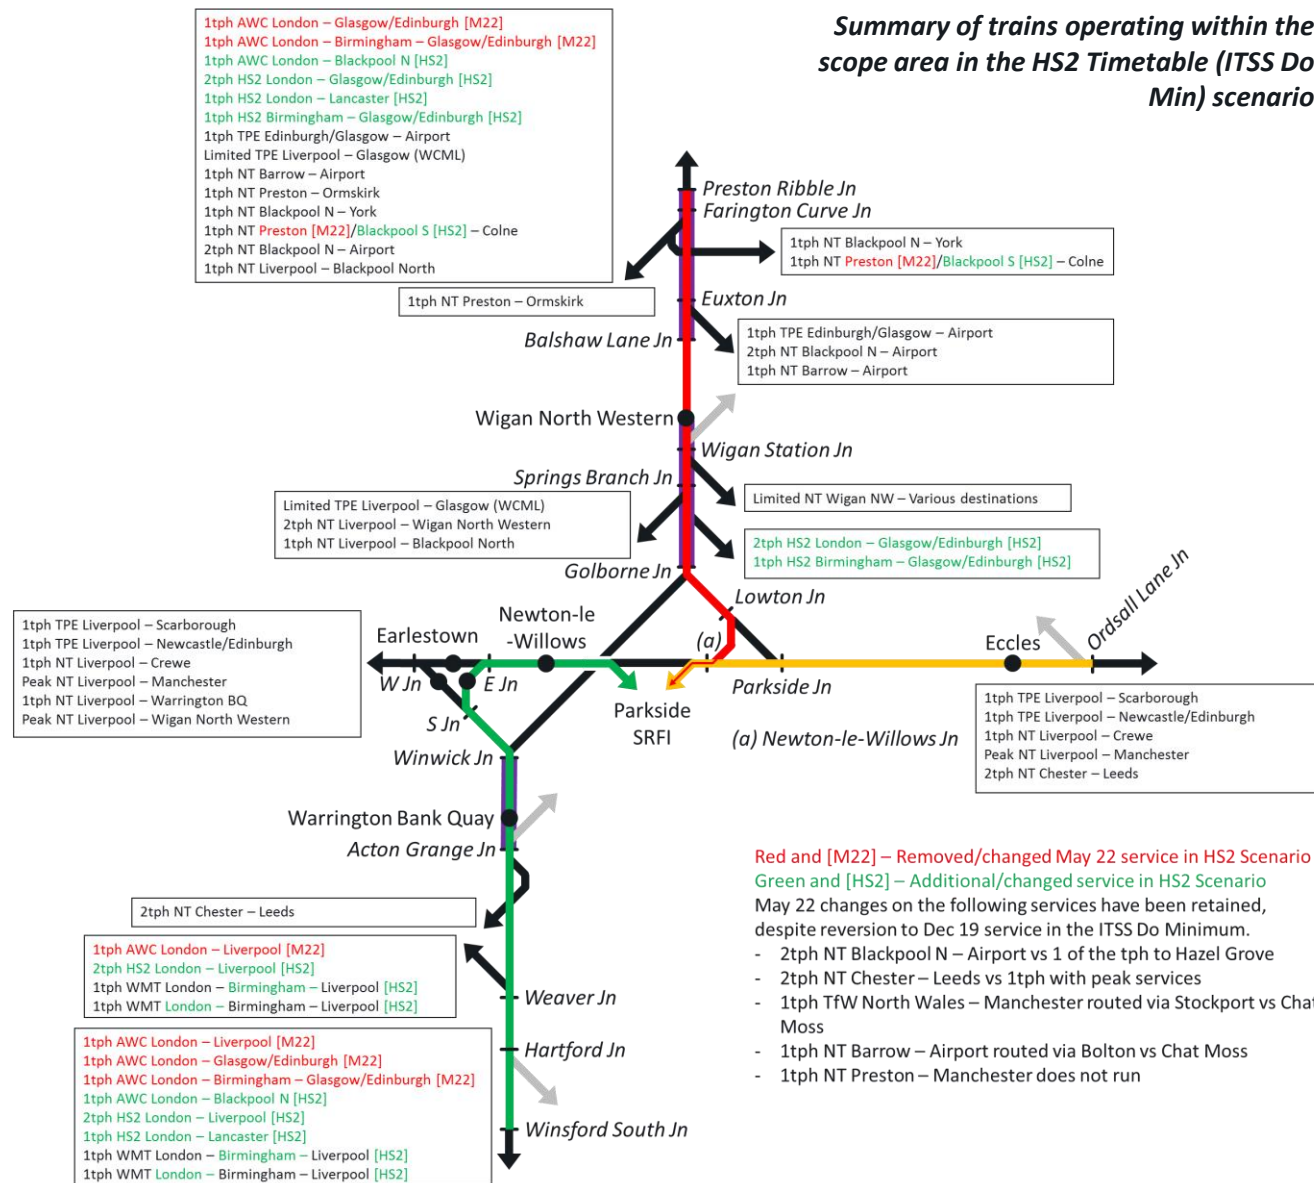 Summary of trains operating within the
scope area in the HS2 Timetable (ITSS Do
Min) scenario
1tph AWC London – Glasgow/Edinburgh [M22]
1tph AWC London – Birmingham – Glasgow/Edinburgh [M22]
1tph AWC London – Blackpool N [HS2]
2tph HS2 London – Glasgow/Edinburgh [HS2]
1tph HS2 London – Lancaster [HS2]
1tph HS2 Birmingham – Glasgow/Edinburgh [HS2]
1tph TPE Edinburgh/Glasgow – Airport
Limited TPE Liverpool – Glasgow (WCML)
1tph NT Barrow – Airport
1tph NT Preston – Ormskirk
1tph NT Blackpool N – York
1tph NT Preston [M22]/Blackpool S [HS2] – Colne
2tph NT Blackpool N – Airport
1tph NT Liverpool – Blackpool North
Preston Ribble Jn
Farington Curve Jn
1tph NT Blackpool N – York
1tph NT Preston [M22]/Blackpool S [HS2] – Colne
1tph NT Preston – Ormskirk
Euxton Jn
Balshaw Lane Jn
1tph TPE Edinburgh/Glasgow – Airport
2tph NT Blackpool N – Airport
1tph NT Barrow – Airport
Wigan North Western
Wigan Station Jn
Springs Branch Jn
Limited NT Wigan NW – Various destinations
Limited TPE Liverpool – Glasgow (WCML)
2tph NT Liverpool – Wigan North Western
1tph NT Liverpool – Blackpool North
2tph HS2 London – Glasgow/Edinburgh [HS2]
1tph HS2 Birmingham – Glasgow/Edinburgh [HS2]
Golborne Jn
Lowton Jn
Ordsall Lane Jn
1tph TPE Liverpool – Scarborough
1tph TPE Liverpool – Newcastle/Edinburgh
1tph NT Liverpool – Crewe
Peak NT Liverpool – Manchester
1tph NT Liverpool – Warrington BQ
Peak NT Liverpool – Wigan North Western
Earlestown
Newton-le
-Willows
(a)
Eccles
W Jn
E Jn
S Jn
Parkside
SRFI
Parkside Jn
(a) Newton-le-Willows Jn
1tph TPE Liverpool – Scarborough
1tph TPE Liverpool – Newcastle/Edinburgh
1tph NT Liverpool – Crewe
Peak NT Liverpool – Manchester
2tph NT Chester – Leeds
Winwick Jn
Warrington Bank Quay
Acton Grange Jn
2tph NT Chester – Leeds
1tph AWC London – Liverpool [M22]
2tph HS2 London – Liverpool [HS2]
1tph WMT London – Birmingham – Liverpool [HS2]
1tph WMT London – Birmingham – Liverpool [HS2]
Weaver Jn
Hartford Jn
1tph AWC London – Liverpool [M22]
1tph AWC London – Glasgow/Edinburgh [M22]
1tph AWC London – Birmingham – Glasgow/Edinburgh [M22]
1tph AWC London – Blackpool N [HS2]
2tph HS2 London – Liverpool [HS2]
1tph HS2 London – Lancaster [HS2]
1tph WMT London – Birmingham – Liverpool [HS2]
1tph WMT London – Birmingham – Liverpool [HS2]
Winsford South Jn
Red and [M22] – Removed/changed May 22 service in HS2 Scenario
Green and [HS2] – Additional/changed service in HS2 Scenario
May 22 changes on the following services have been retained,
despite reversion to Dec 19 service in the ITSS Do Minimum.
- 2tph NT Blackpool N – Airport vs 1 of the tph to Hazel Grove
- 2tph NT Chester – Leeds vs 1tph with peak services
- 1tph TfW North Wales – Manchester routed via Stockport vs Chat
Moss
- 1tph NT Barrow – Airport routed via Bolton vs Chat Moss
- 1tph NT Preston – Manchester does not run